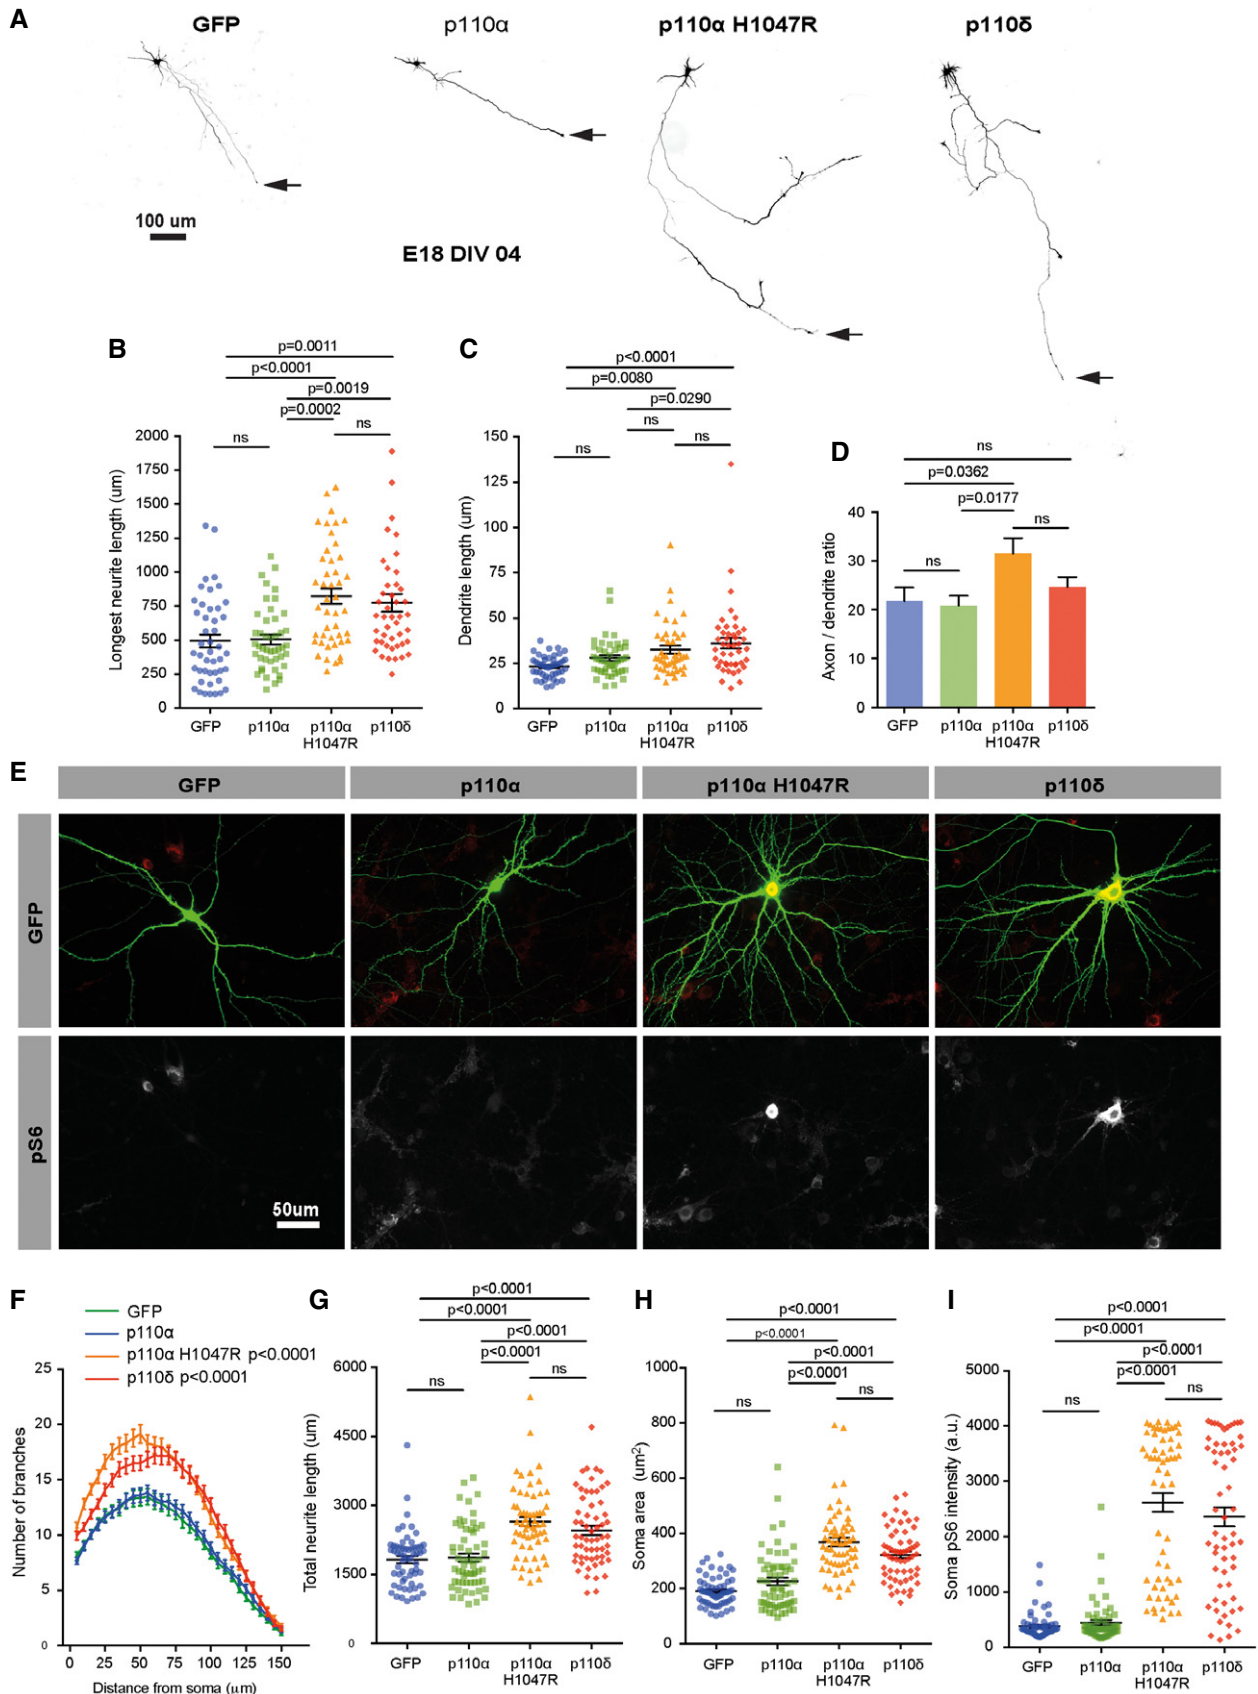 A
GFP
p110α
p110α H1047R
p110δ
100 um
E18 DIV 04
B
p=0.0011
p<0.0001
p=0.0019
p=0.0002
ns
ns
Longest neurite length (um)
2000
1750
1500
1250
1000
750
500
250
0
GFP
p110α
p110α
H1047R
p110δ
C
p<0.0001
p=0.0080
p=0.0290
ns
ns
ns
Dendrite length (um)
150
125
100
75
50
25
0
GFP
p110α
p110α
H1047R
p110δ
D
ns
p=0.0362
p=0.0177
ns
ns
Axon / dendrite ratio
40
30
20
10
0
GFP
p110α
p110α
H1047R
p110δ
E
GFP
p110α
p110α H1047R
p110δ
GFP
pS6
50um
F
GFP
p110α
p110α H1047R p<0.0001
p110δ p<0.0001
Number of branches
25
20
15
10
5
0
0 25 50 75 100 125 150
Distance from soma (μm)
G
p<0.0001
p<0.0001
p<0.0001
p<0.0001
ns
ns
Total neurite length (um)
6000
4500
3000
1500
0
GFP
p110α
p110α
H1047R
p110δ
H
p<0.0001
p<0.0001
p<0.0001
p<0.0001
ns
ns
Soma area (um²)
1000
800
600
400
200
0
GFP
p110α
p110α
H1047R
p110δ
I
p<0.0001
p<0.0001
p<0.0001
p<0.0001
ns
ns
Soma pS6 intensity (a.u.)
5000
4000
3000
2000
1000
0
GFP
p110α
p110α
H1047R
p110δ